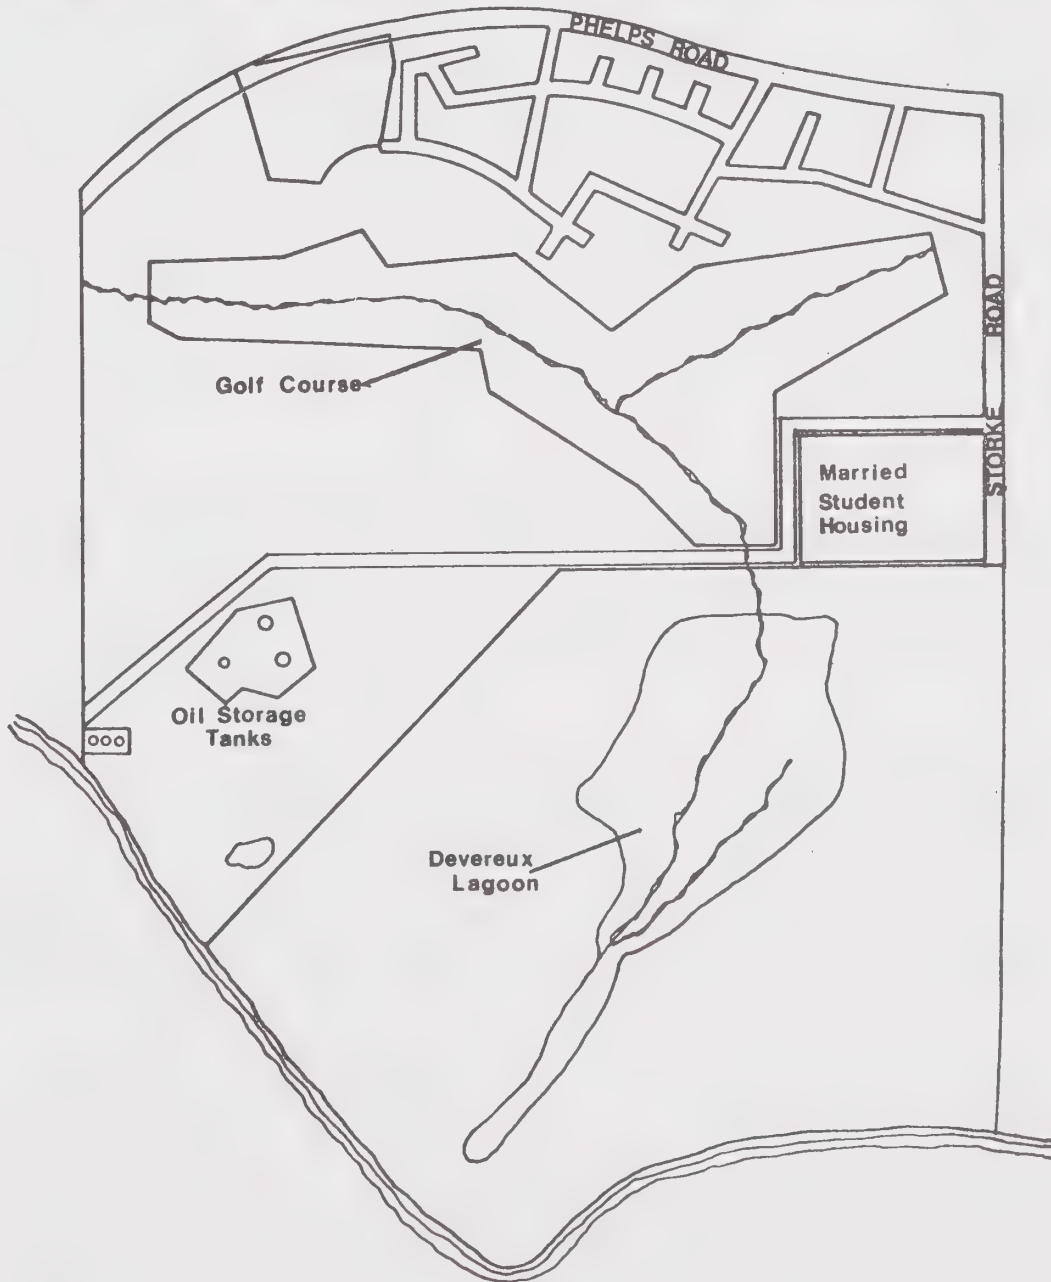 PHELPS ROAD
STORKE ROAD
Golf Course
Married
Student
Housing
Oil Storage
Tanks
Devereux
Lagoon